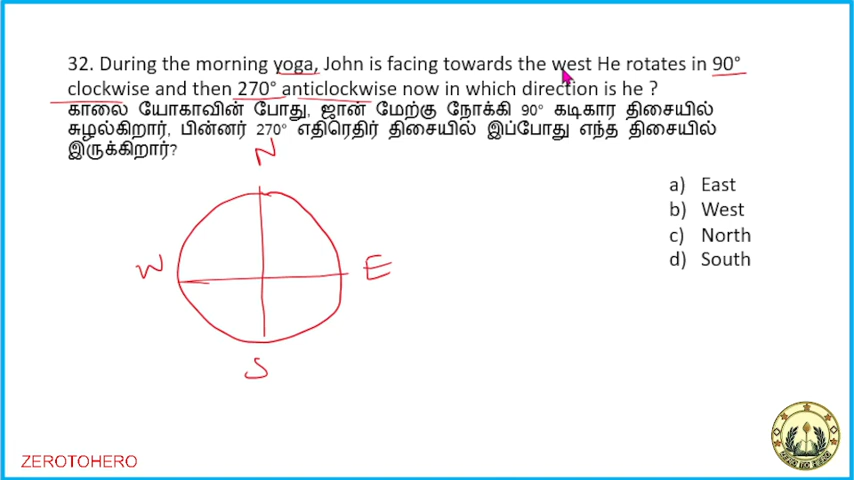 32. During the morning yoga, John is facing towards the west He rotates in 90°
clockwise and then 270° anticlockwise now in which direction is he ?
காலை யோகாவின் போது, ஜான் மேற்கு நோக்கி 90° கடிகார திசையில்
சுழல்கிறார், பின்னர் 270° எதிரெதிர் திசையில் இப்போது எந்த திசையில்
இருக்கிறார்?
N
a) East
b) West
c) North
d) South
W E
S
ZEROTOHERO